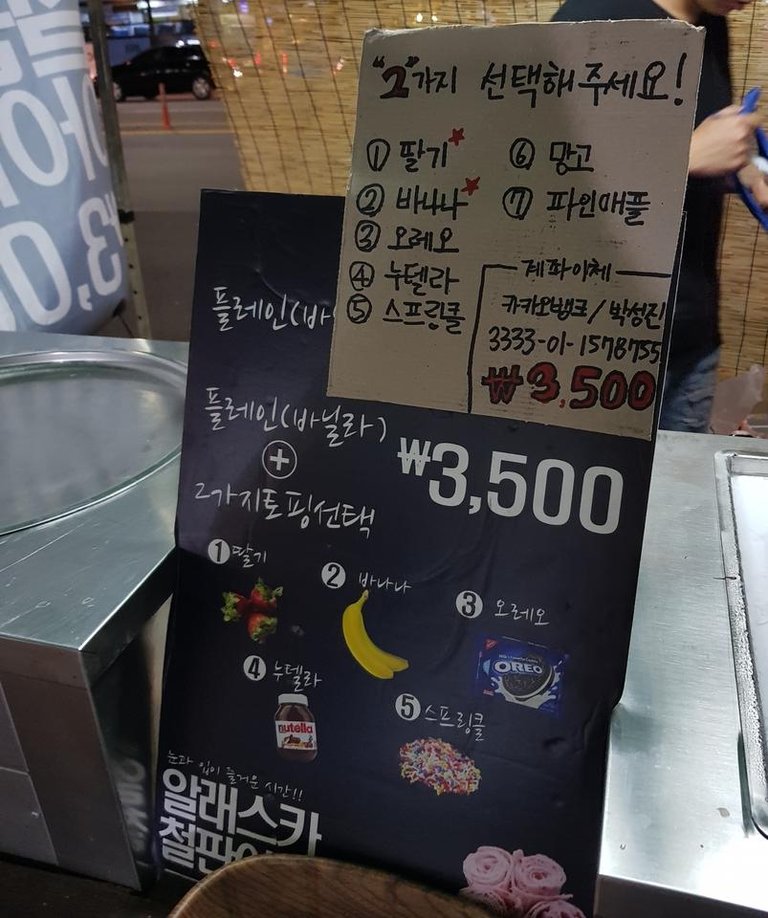 "2"가지 선택해주세요!
① 딸기
② 바나나
③ 오레오
④ 누텔라
⑤ 스프링클
⑥ 망고
⑦ 파인애플
계좌이체
카카오뱅크 / 박성진
3333-01-1578755
₩3,500
플레인(바
플레인(바닐라)
+
2가지토핑선택
₩3,500
1 딸기
2 바나나
3 오레오
OREO
4 누텔라
nutella
5 스프링클
눈과 입이 즐거운 시간!!
알래스카
철판